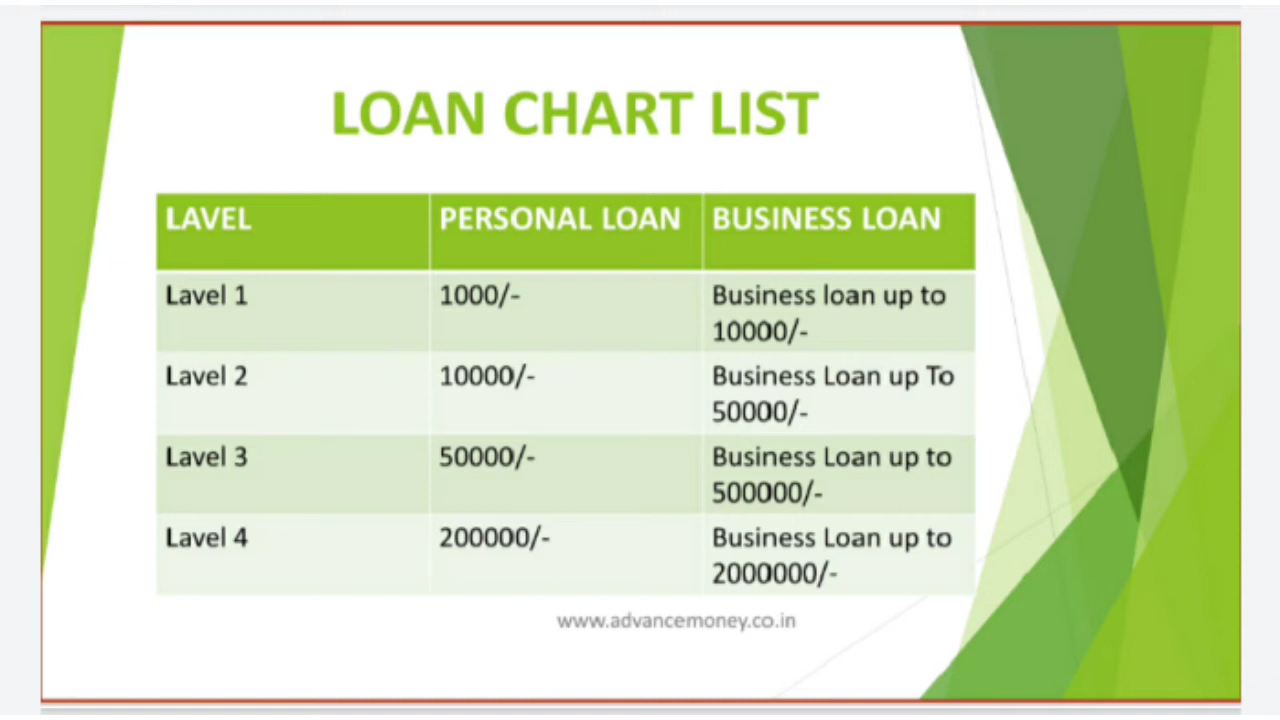 LOAN CHART LIST
LAVEL PERSONAL LOAN BUSINESS LOAN
Lavel 1 1000/- Business loan up to
10000/-
Lavel 2 10000/- Business Loan up To
50000/-
Lavel 3 50000/- Business Loan up to
500000/-
Lavel 4 200000/- Business Loan up to
2000000/-
www.advancemoney.co.in